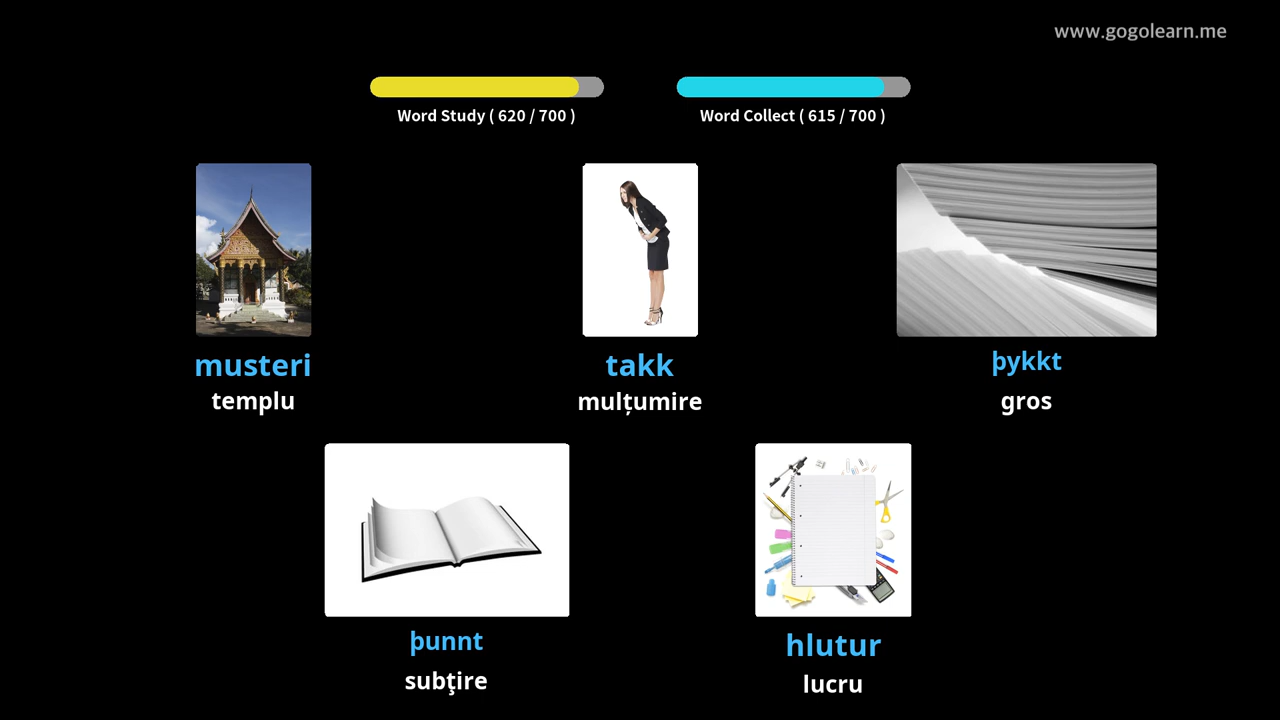 www.gogolearn.me
Word Study ( 620 / 700 )
Word Collect ( 615 / 700 )
musteri
takk
þykkt
templu
mulțumire
gros
þunnt
hlutur
subţire
lucru